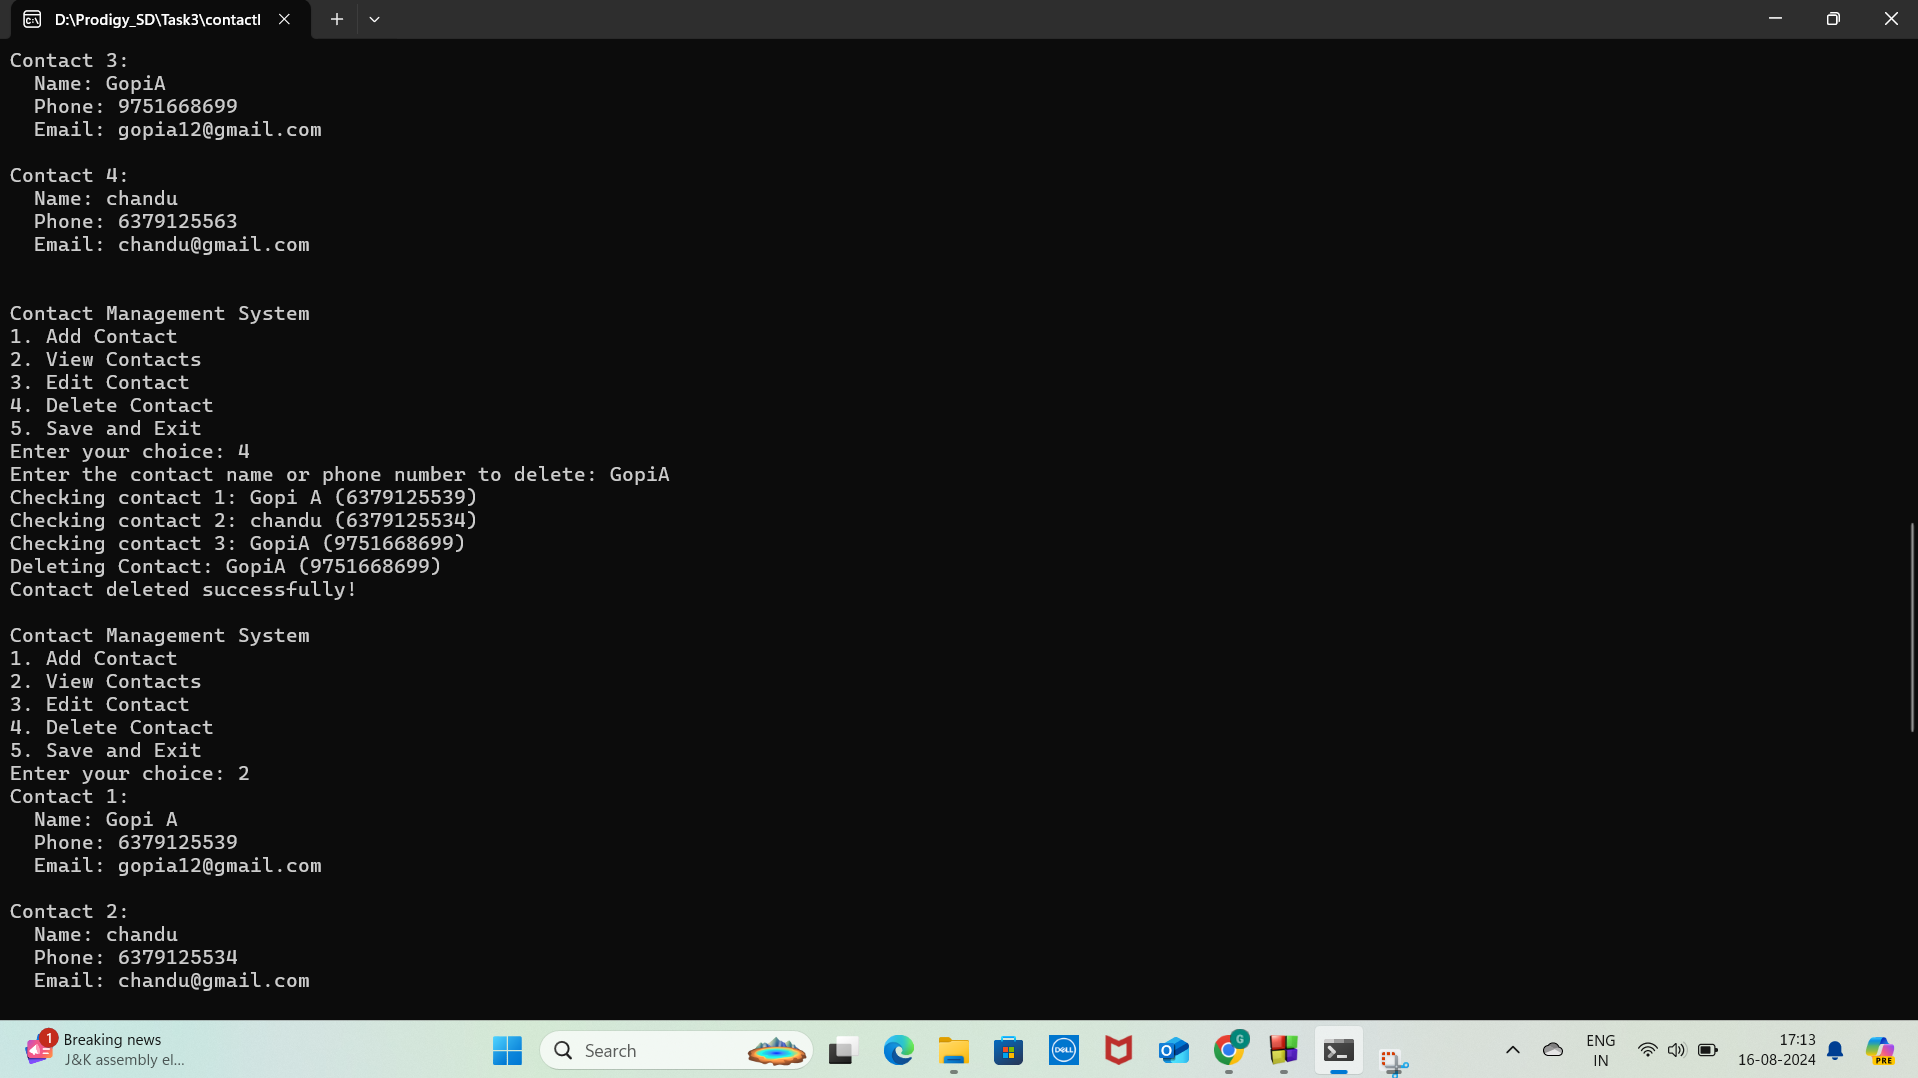 D:\Prodigy_SD\Task3\contactl
Contact 3:
  Name: GopiA
  Phone: 9751668699
  Email: gopia12@gmail.com
Contact 4:
  Name: chandu
  Phone: 6379125563
  Email: chandu@gmail.com
Contact Management System
1. Add Contact
2. View Contacts
3. Edit Contact
4. Delete Contact
5. Save and Exit
Enter your choice: 4
Enter the contact name or phone number to delete: GopiA
Checking contact 1: Gopi A (6379125539)
Checking contact 2: chandu (6379125534)
Checking contact 3: GopiA (9751668699)
Deleting Contact: GopiA (9751668699)
Contact deleted successfully!
Contact Management System
1. Add Contact
2. View Contacts
3. Edit Contact
4. Delete Contact
5. Save and Exit
Enter your choice: 2
Contact 1:
  Name: Gopi A
  Phone: 6379125539
  Email: gopia12@gmail.com
Contact 2:
  Name: chandu
  Phone: 6379125534
  Email: chandu@gmail.com
1
Breaking news
J&K assembly el...
Search
DELL
G
ENG
IN
17:13
16-08-2024
PRE